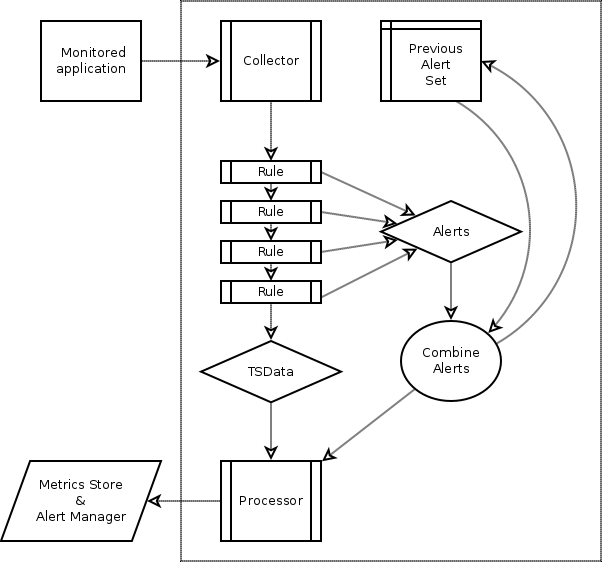 Monitored
application
Collector
Previous
Alert
Set
Rule
Rule
Rule
Rule
Alerts
TSData
Combine
Alerts
Metrics Store
&
Alert Manager
Processor